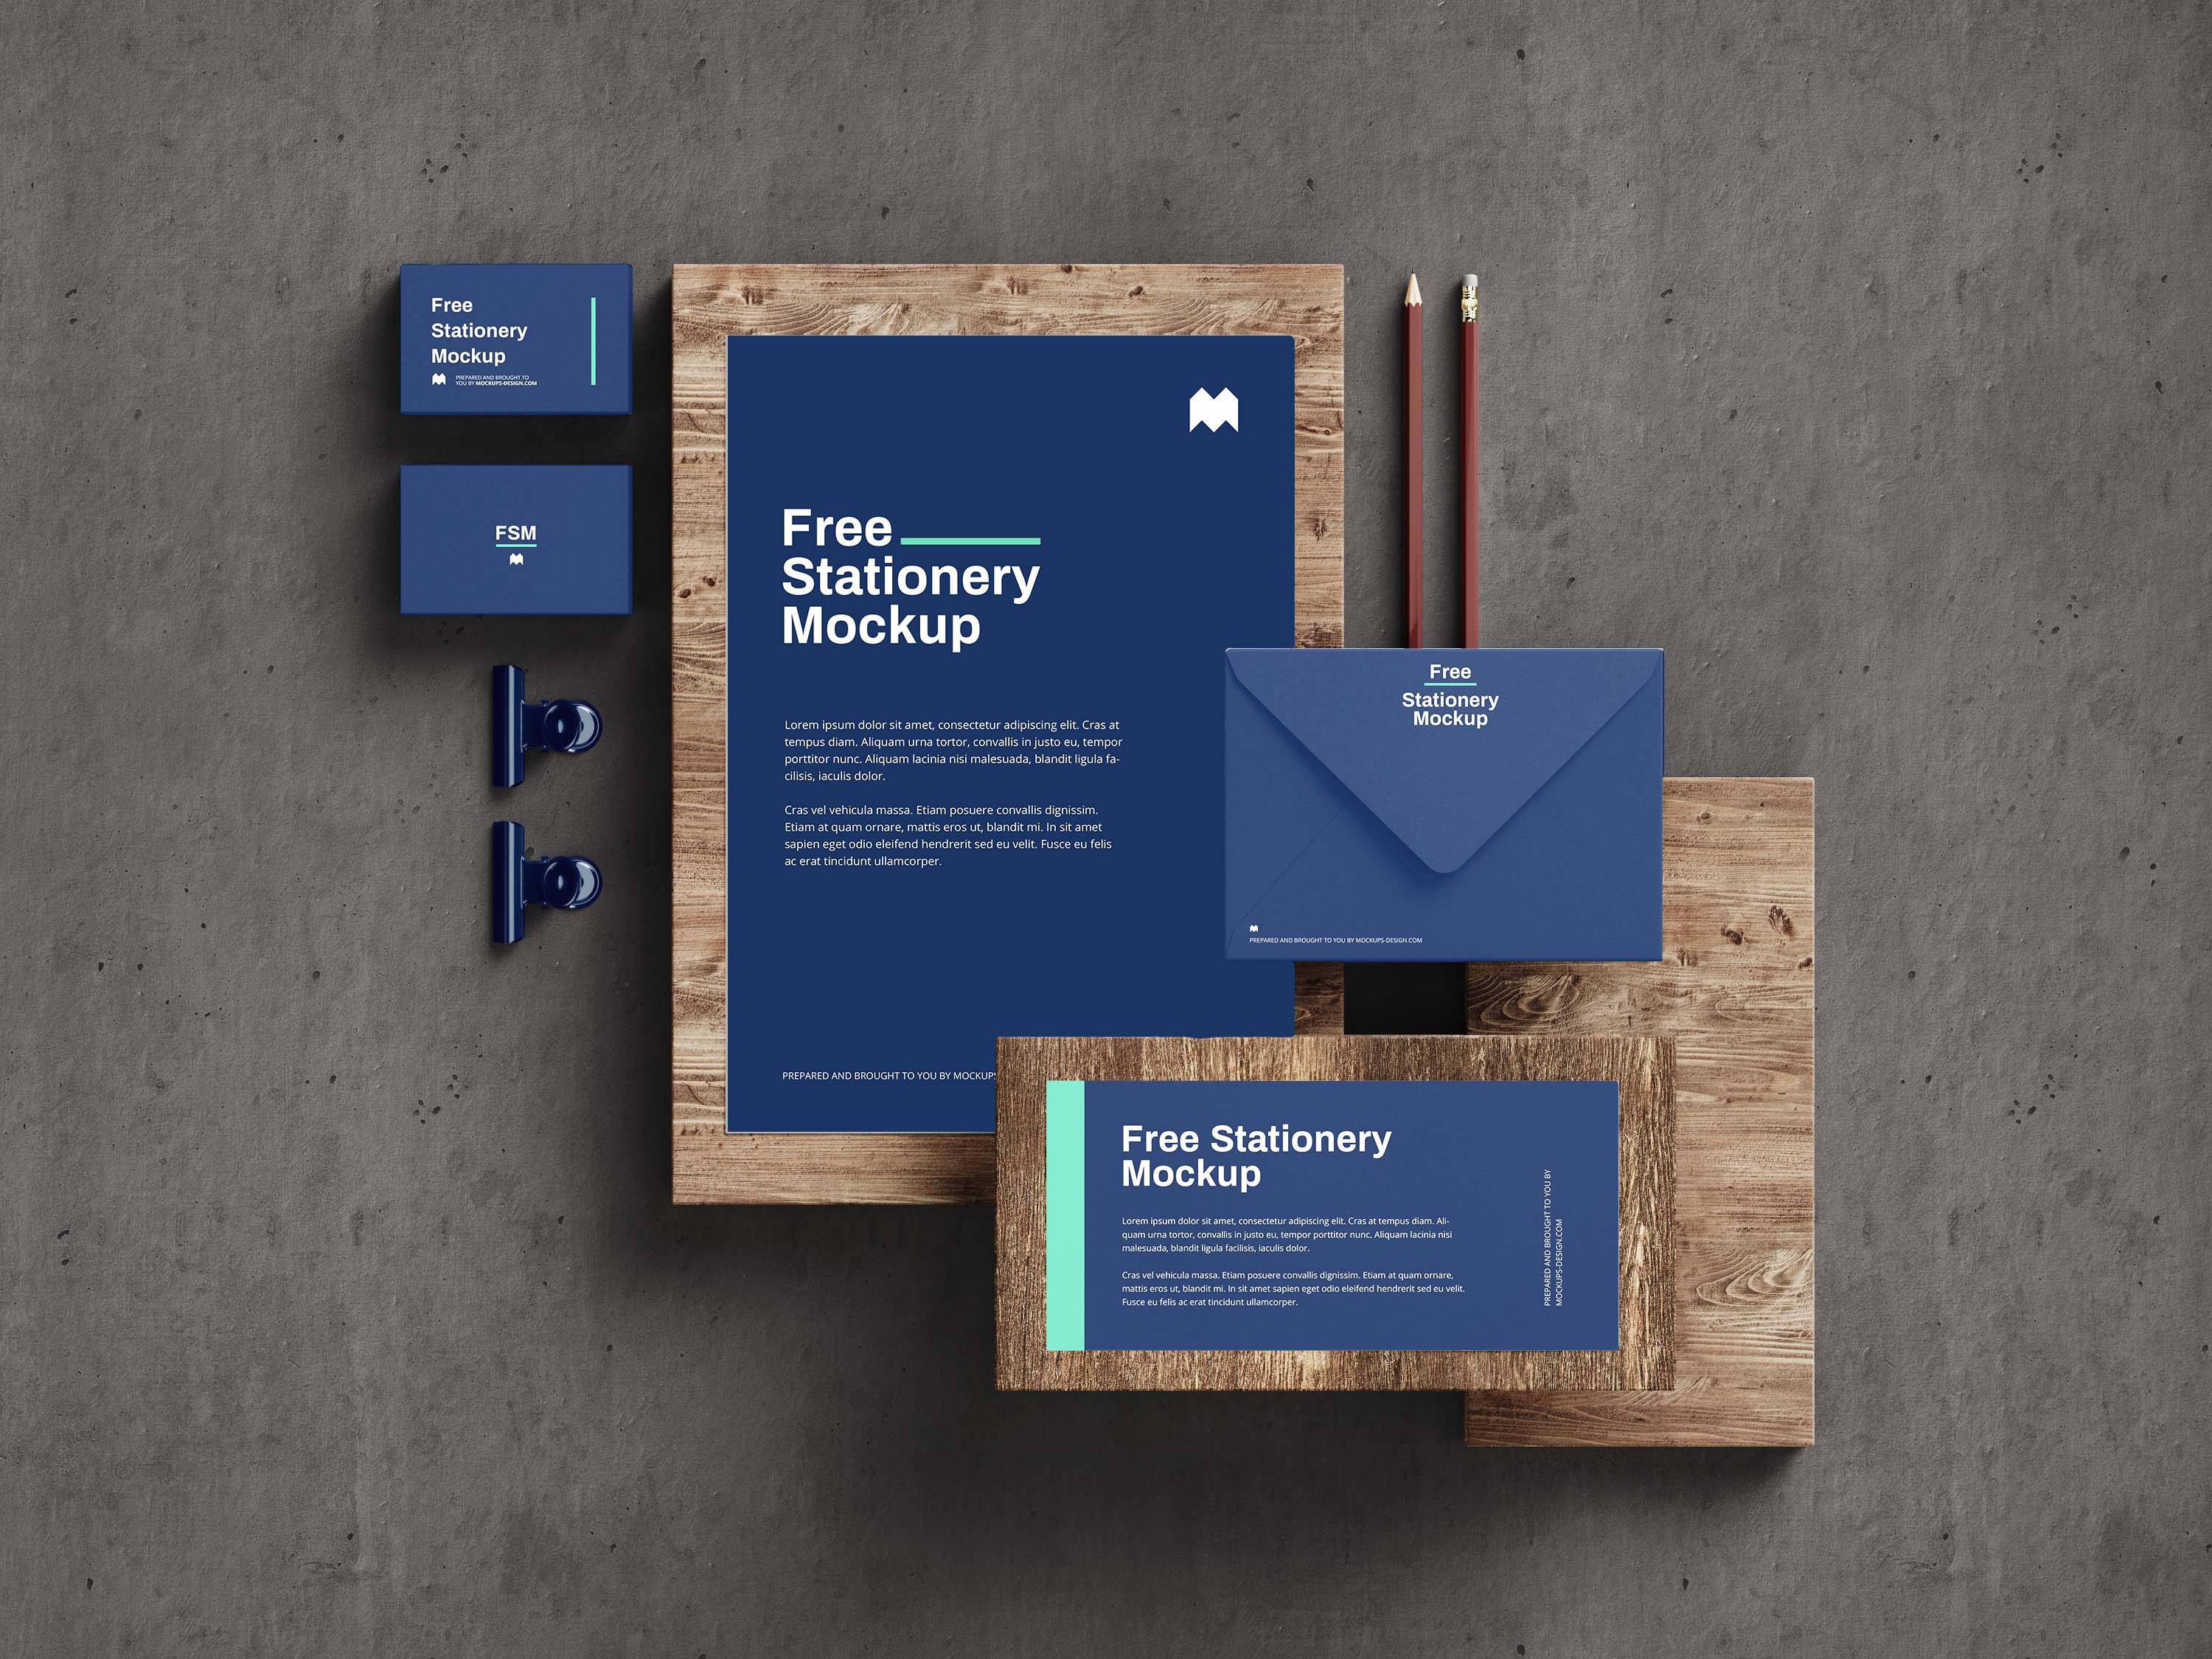 Free
Stationery
Mockup
PREPARED AND BROUGHT TO
YOU BY MOCKUPS-DESIGN.COM
FSM
Free
Stationery
Mockup
Lorem ipsum dolor sit amet, consectetur adipiscing elit. Cras at
tempus diam. Aliquam urna tortor, convallis in justo eu, tempor
porttitor nunc. Aliquam lacinia nisi malesuada, blandit ligula fa-
cilisis, iaculis dolor.
Cras vel vehicula massa. Etiam posuere convallis dignissim.
Etiam at quam ornare, mattis eros ut, blandit mi. In sit amet
sapien eget odio eleifend hendrerit sed eu velit. Fusce eu felis
ac erat tincidunt ullamcorper.
PREPARED AND BROUGHT TO YOU BY MOCKUPS
Free
Stationery
Mockup
PREPARED AND BROUGHT TO YOU BY MOCKUPS-DESIGN.COM
Free Stationery
Mockup
Lorem ipsum dolor sit amet, consectetur adipiscing elit. Cras at tempus diam. Ali-
quam urna tortor, convallis in justo eu, tempor porttitor nunc. Aliquam lacinia nisi
malesuada, blandit ligula facilisis, iaculis dolor.
Cras vel vehicula massa. Etiam posuere convallis dignissim. Etiam at quam ornare,
mattis eros ut, blandit mi. In sit amet sapien eget odio eleifend hendrerit sed eu velit.
Fusce eu felis ac erat tincidunt ullamcorper.
PREPARED AND BROUGHT TO YOU BY
MOCKUPS-DESIGN.COM